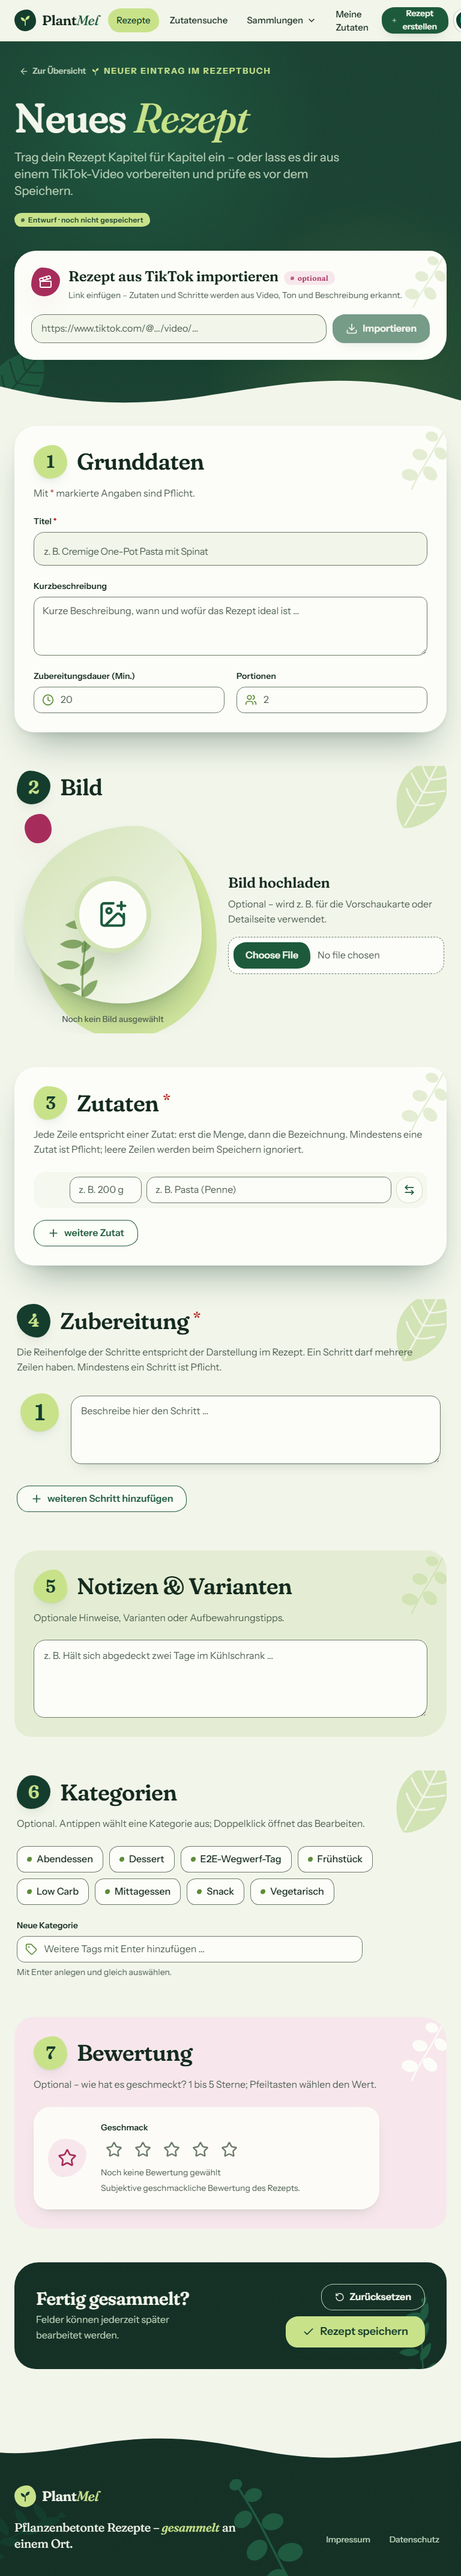 PlantMel
Rezepte
Zutatensuche
Sammlungen
Meine
Zutaten
Rezept
erstellen
Zur Übersicht
NEUER EINTRAG IM REZEPTBUCH
Neues Rezept
Trag dein Rezept Kapitel für Kapitel ein – oder lass es dir aus
einem TikTok-Video vorbereiten und prüfe es vor dem
Speichern.
Entwurf · noch nicht gespeichert
Rezept aus TikTok importieren
optional
Link einfügen – Zutaten und Schritte werden aus Video, Ton und Beschreibung erkannt.
https://www.tiktok.com/@.../video/...
Importieren
1
Grunddaten
Mit * markierte Angaben sind Pflicht.
Titel *
z. B. Cremige One-Pot Pasta mit Spinat
Kurzbeschreibung
Kurze Beschreibung, wann und wofür das Rezept ideal ist ...
Zubereitungsdauer (Min.)
Portionen
20
2
2
Bild
Bild hochladen
Optional – wird z. B. für die Vorschaukarte oder
Detailseite verwendet.
Choose File
No file chosen
Noch kein Bild ausgewählt
3
Zutaten *
Jede Zeile entspricht einer Zutat: erst die Menge, dann die Bezeichnung. Mindestens eine
Zutat ist Pflicht; leere Zeilen werden beim Speichern ignoriert.
z. B. 200 g
z. B. Pasta (Penne)
weitere Zutat
4
Zubereitung *
Die Reihenfolge der Schritte entspricht der Darstellung im Rezept. Ein Schritt darf mehrere
Zeilen haben. Mindestens ein Schritt ist Pflicht.
1
Beschreibe hier den Schritt ...
weiteren Schritt hinzufügen
5
Notizen & Varianten
Optionale Hinweise, Varianten oder Aufbewahrungstipps.
z. B. Hält sich abgedeckt zwei Tage im Kühlschrank ...
6
Kategorien
Optional. Antippen wählt eine Kategorie aus; Doppelklick öffnet das Bearbeiten.
Abendessen
Dessert
E2E-Wegwerf-Tag
Frühstück
Low Carb
Mittagessen
Snack
Vegetarisch
Neue Kategorie
Weitere Tags mit Enter hinzufügen ...
Mit Enter anlegen und gleich auswählen.
7
Bewertung
Optional – wie hat es geschmeckt? 1 bis 5 Sterne; Pfeiltasten wählen den Wert.
Geschmack
Noch keine Bewertung gewählt
Subjektive geschmackliche Bewertung des Rezepts.
Fertig gesammelt?
Felder können jederzeit später
bearbeitet werden.
Zurücksetzen
Rezept speichern
PlantMel
Pflanzenbetonte Rezepte – gesammelt an
einem Ort.
Impressum
Datenschutz